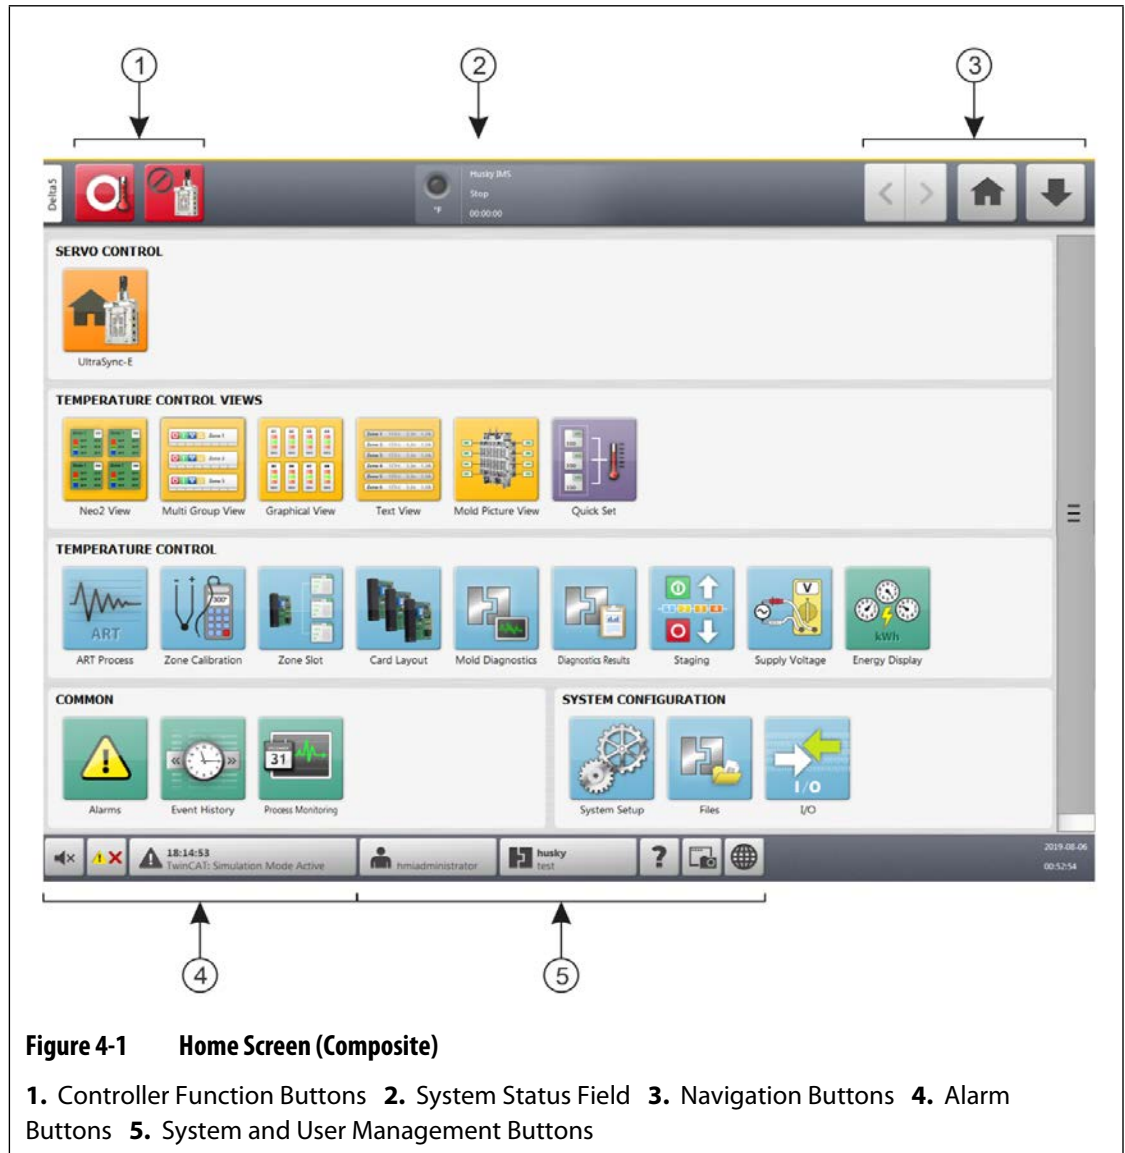 1
2
3
Delta5
Husky IMS
Stop
°F
00:00:00
SERVO CONTROL
UltraSync-E
TEMPERATURE CONTROL VIEWS
Neo2 View
Multi Group View
Graphical View
Text View
Mold Picture View
Quick Set
TEMPERATURE CONTROL
ART
kWh
V
ART Process
Zone Calibration
Zone Slot
Card Layout
Mold Diagnostics
Diagnostics Results
Staging
Supply Voltage
Energy Display
COMMON
SYSTEM CONFIGURATION
31
I/O
Alarms
Event History
Process Monitoring
System Setup
Files
I/O
18:14:53
TwinCAT: Simulation Mode Active
hmiadministrator
husky
test
?
2019-08-06
00:52:54
4
5
Figure 4-1 Home Screen (Composite)
1. Controller Function Buttons 2. System Status Field 3. Navigation Buttons 4. Alarm
Buttons 5. System and User Management Buttons